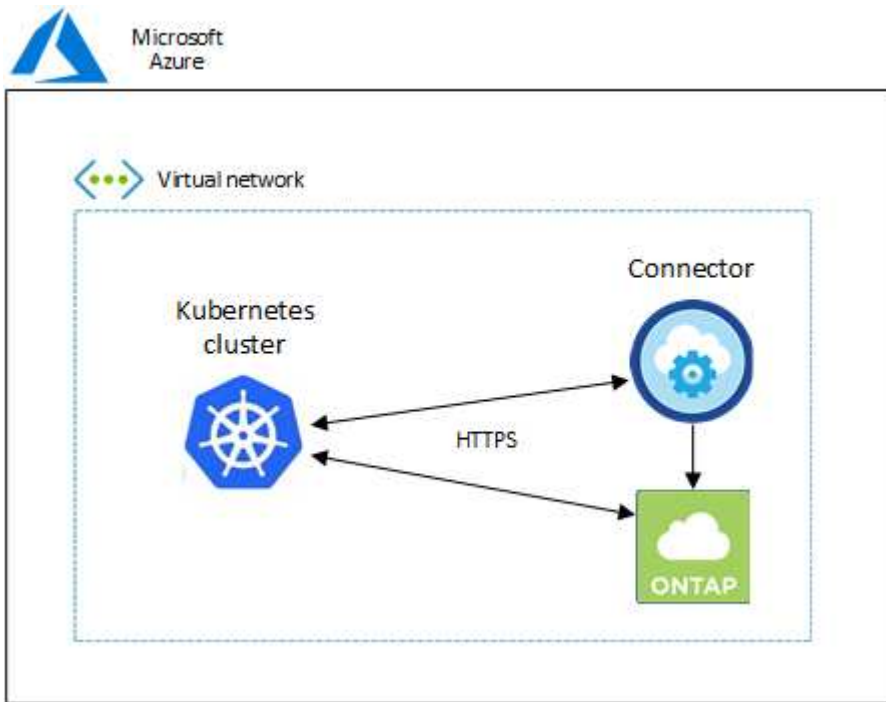 Microsoft
Azure
Virtual network
Connector
Kubernetes
cluster
HTTPS
ONTAP